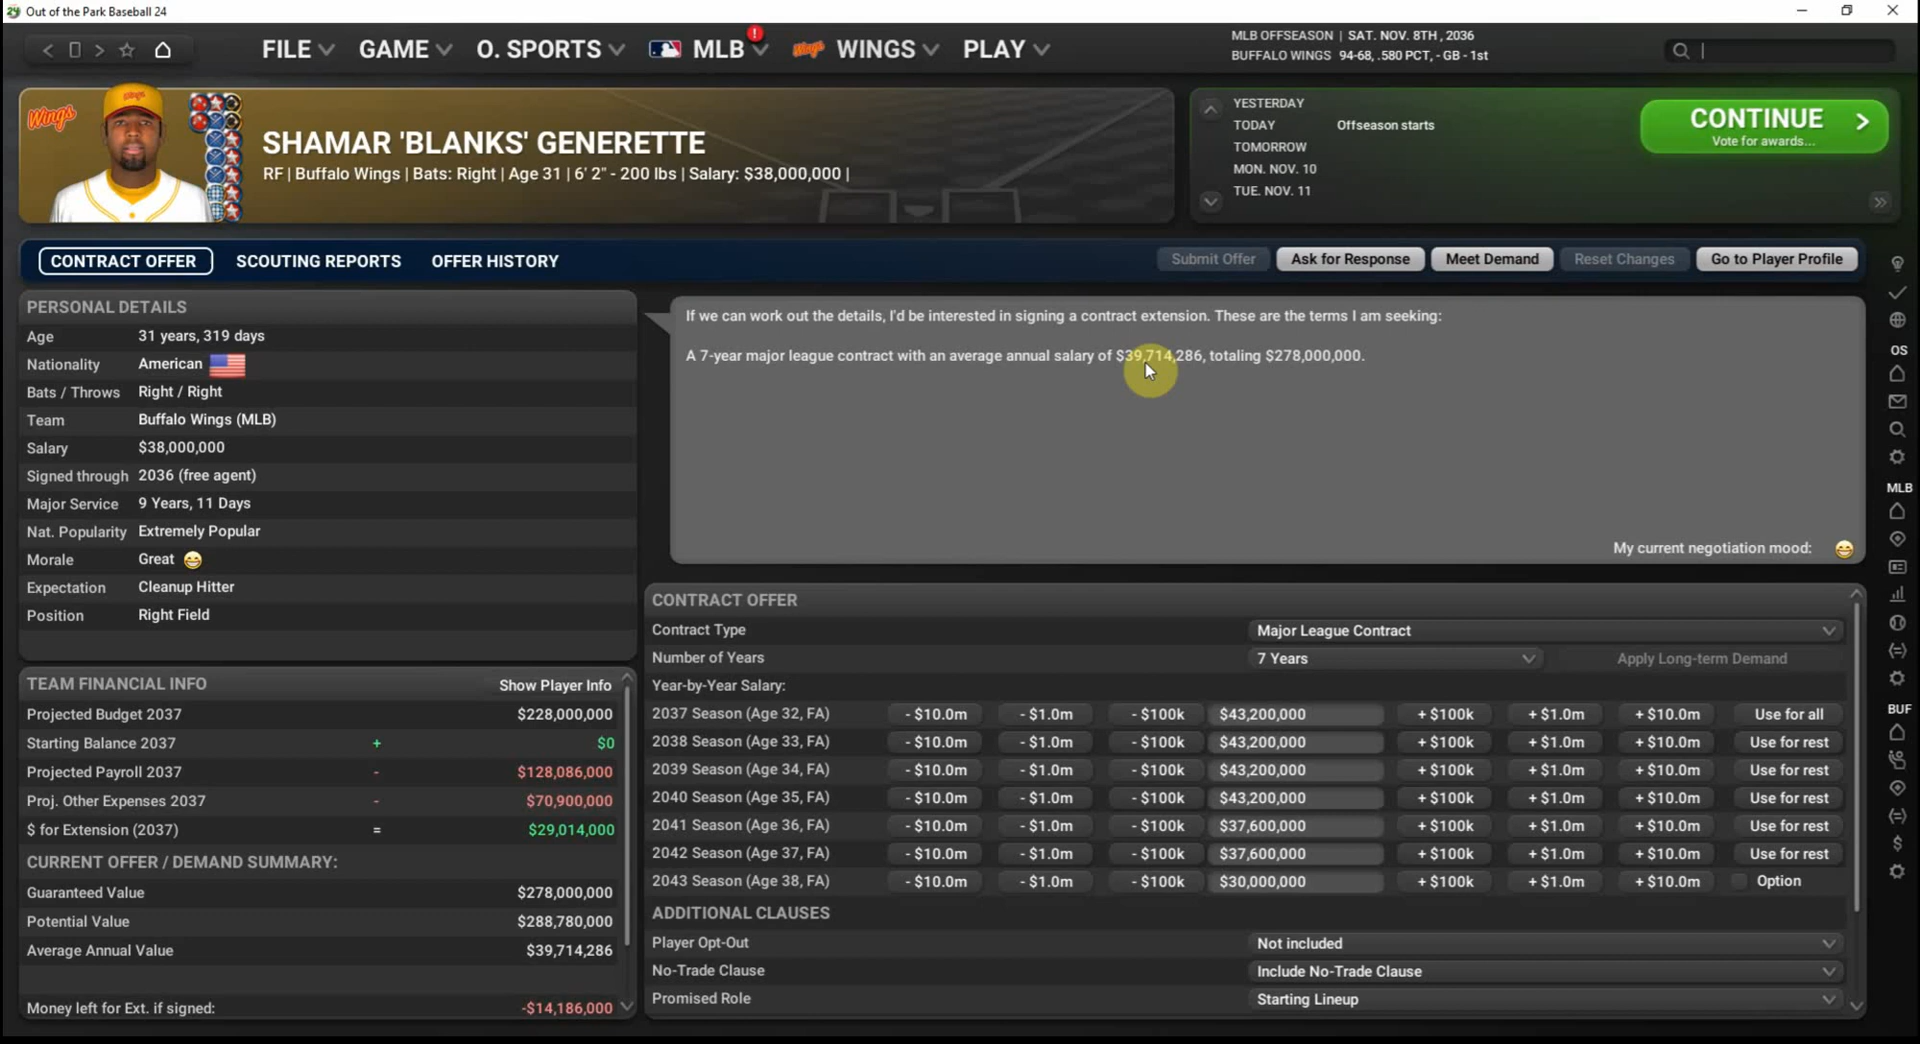 Out of the Park Baseball 24
FILE GAME O. SPORTS MLB ! WINGS PLAY
MLB OFFSEASON | SAT. NOV. 8TH , 2036
BUFFALO WINGS 94-68, .580 PCT, - GB - 1st
Wings
SHAMAR 'BLANKS' GENERETTE
RF | Buffalo Wings | Bats: Right | Age 31 | 6' 2" - 200 lbs | Salary: $38,000,000 |
YESTERDAY
TODAY Offseason starts
TOMORROW
MON. NOV. 10
TUE. NOV. 11
CONTINUE
Vote for awards...
CONTRACT OFFER SCOUTING REPORTS OFFER HISTORY
Submit Offer Ask for Response Meet Demand Reset Changes Go to Player Profile
PERSONAL DETAILS
Age 31 years, 319 days
Nationality American
Bats / Throws Right / Right
Team Buffalo Wings (MLB)
Salary $38,000,000
Signed through 2036 (free agent)
Major Service 9 Years, 11 Days
Nat. Popularity Extremely Popular
Morale Great
Expectation Cleanup Hitter
Position Right Field
If we can work out the details, I'd be interested in signing a contract extension. These are the terms I am seeking:
A 7-year major league contract with an average annual salary of $39,714,286, totaling $278,000,000.
My current negotiation mood:
TEAM FINANCIAL INFO Show Player Info
Projected Budget 2037 $228,000,000
Starting Balance 2037 + $0
Projected Payroll 2037 - $128,086,000
Proj. Other Expenses 2037 - $70,900,000
$ for Extension (2037) = $29,014,000
CURRENT OFFER / DEMAND SUMMARY:
Guaranteed Value $278,000,000
Potential Value $288,780,000
Average Annual Value $39,714,286
Money left for Ext. if signed: -$14,186,000
CONTRACT OFFER
Contract Type Major League Contract
Number of Years 7 Years Apply Long-term Demand
Year-by-Year Salary:
2037 Season (Age 32, FA) - $10.0m - $1.0m - $100k $43,200,000 + $100k + $1.0m + $10.0m Use for all
2038 Season (Age 33, FA) - $10.0m - $1.0m - $100k $43,200,000 + $100k + $1.0m + $10.0m Use for rest
2039 Season (Age 34, FA) - $10.0m - $1.0m - $100k $43,200,000 + $100k + $1.0m + $10.0m Use for rest
2040 Season (Age 35, FA) - $10.0m - $1.0m - $100k $43,200,000 + $100k + $1.0m + $10.0m Use for rest
2041 Season (Age 36, FA) - $10.0m - $1.0m - $100k $37,600,000 + $100k + $1.0m + $10.0m Use for rest
2042 Season (Age 37, FA) - $10.0m - $1.0m - $100k $37,600,000 + $100k + $1.0m + $10.0m Use for rest
2043 Season (Age 38, FA) - $10.0m - $1.0m - $100k $30,000,000 + $100k + $1.0m + $10.0m Option
ADDITIONAL CLAUSES
Player Opt-Out Not included
No-Trade Clause Include No-Trade Clause
Promised Role Starting Lineup
OS
MLB
BUF